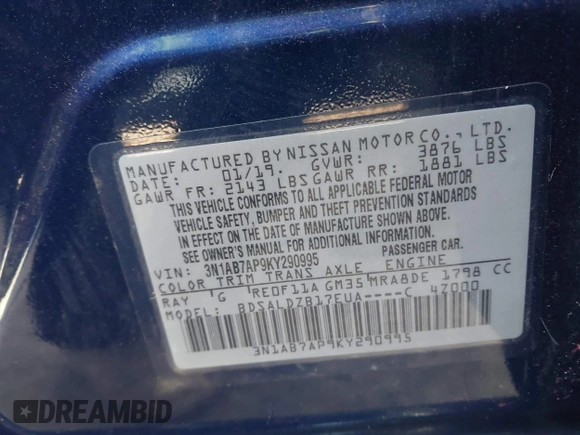 MANUFACTURED BY NISSAN MOTOR CO., LTD.
DATE: 01/19. GVWR: 3876 LBS
GAWR FR: 2143 LBS GAWR RR: 1881 LBS
THIS VEHICLE CONFORMS TO ALL APPLICABLE FEDERAL MOTOR
VEHICLE SAFETY, BUMPER AND THEFT PREVENTION STANDARDS
IN EFFECT ON THE DATE OF MANUFACTURE SHOWN ABOVE.
SEE OWNER'S MANUAL FOR ADDITIONAL INFORMATION.
VIN: 3N1AB7AP9KY290995 PASSENGER CAR.
COLOR TRIM TRANS AXLE ENGINE
RAY G RE0F11A GM35 MRA8DE 1798 CC
MODEL: BDSALDZB17EUA----C 4Z000
3N1AB7AP9KY290995
DREAMBID